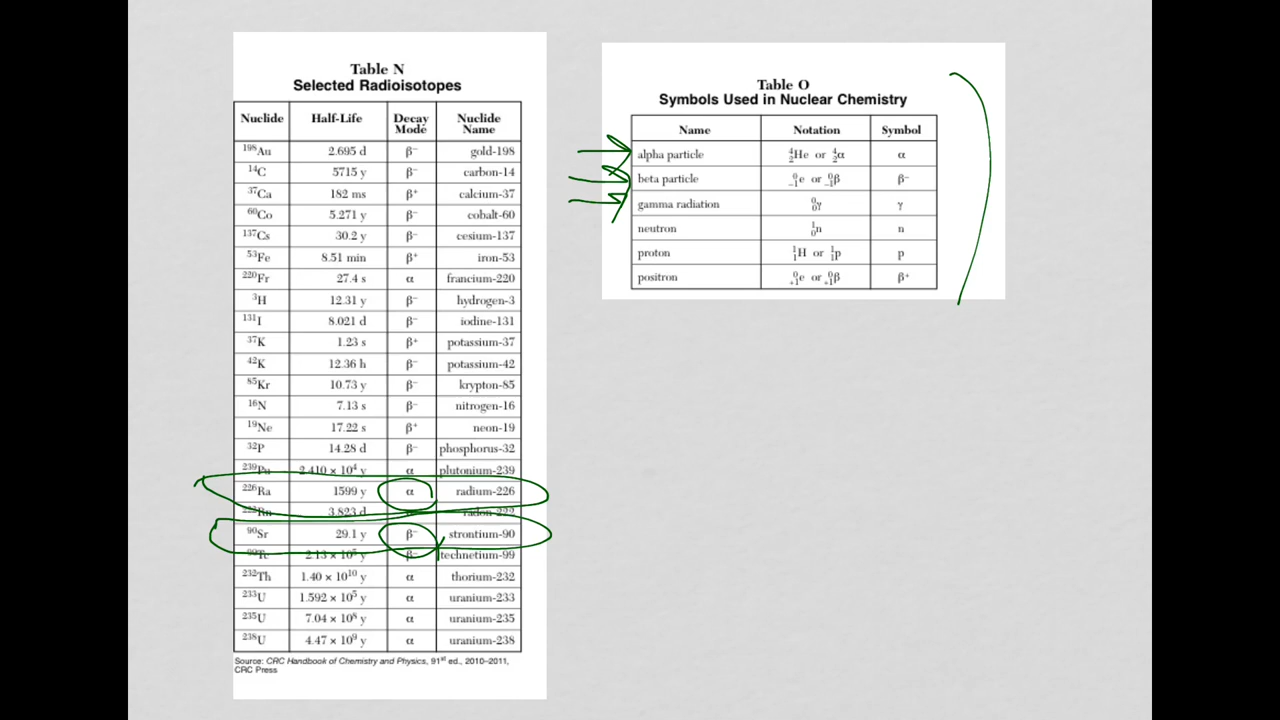 Table N
Selected Radioisotopes
Nuclide Half-Life Decay Mode Nuclide Name
¹⁹⁸Au 2.695 d β⁻ gold-198
¹⁴C 5715 y β⁻ carbon-14
³⁷Ca 182 ms β⁺ calcium-37
⁶⁰Co 5.271 y β⁻ cobalt-60
¹³⁷Cs 30.2 y β⁻ cesium-137
⁵³Fe 8.51 min β⁺ iron-53
²²⁰Fr 27.4 s α francium-220
³H 12.31 y β⁻ hydrogen-3
¹³¹I 8.021 d β⁻ iodine-131
³⁷K 1.23 s β⁺ potassium-37
⁴²K 12.36 h β⁻ potassium-42
⁸⁵Kr 10.73 y β⁻ krypton-85
¹⁶N 7.13 s β⁻ nitrogen-16
¹⁹Ne 17.22 s β⁺ neon-19
³²P 14.28 d β⁻ phosphorus-32
²³⁹Pu 2.410 × 10⁴ y α plutonium-239
²²⁶Ra 1599 y α radium-226
²²²Rn 3.823 d radon-222
⁹⁰Sr 29.1 y β⁻ strontium-90
⁹⁹Tc 2.13 × 10⁵ y β⁻ technetium-99
²³²Th 1.40 × 10¹⁰ y α thorium-232
²³³U 1.592 × 10⁵ y α uranium-233
²³⁵U 7.04 × 10⁸ y α uranium-235
²³⁸U 4.47 × 10⁹ y α uranium-238
Source: CRC Handbook of Chemistry and Physics, 91ˢᵗ ed., 2010–2011,
CRC Press
Table O
Symbols Used in Nuclear Chemistry
Name Notation Symbol
alpha particle ⁴₂He or ⁴₂α α
beta particle ⁰₋₁e or ⁰₋₁β β⁻
gamma radiation ⁰₀γ γ
neutron ¹₀n n
proton ¹₁H or ¹₁p p
positron ⁰₊₁e or ⁰₊₁β β⁺